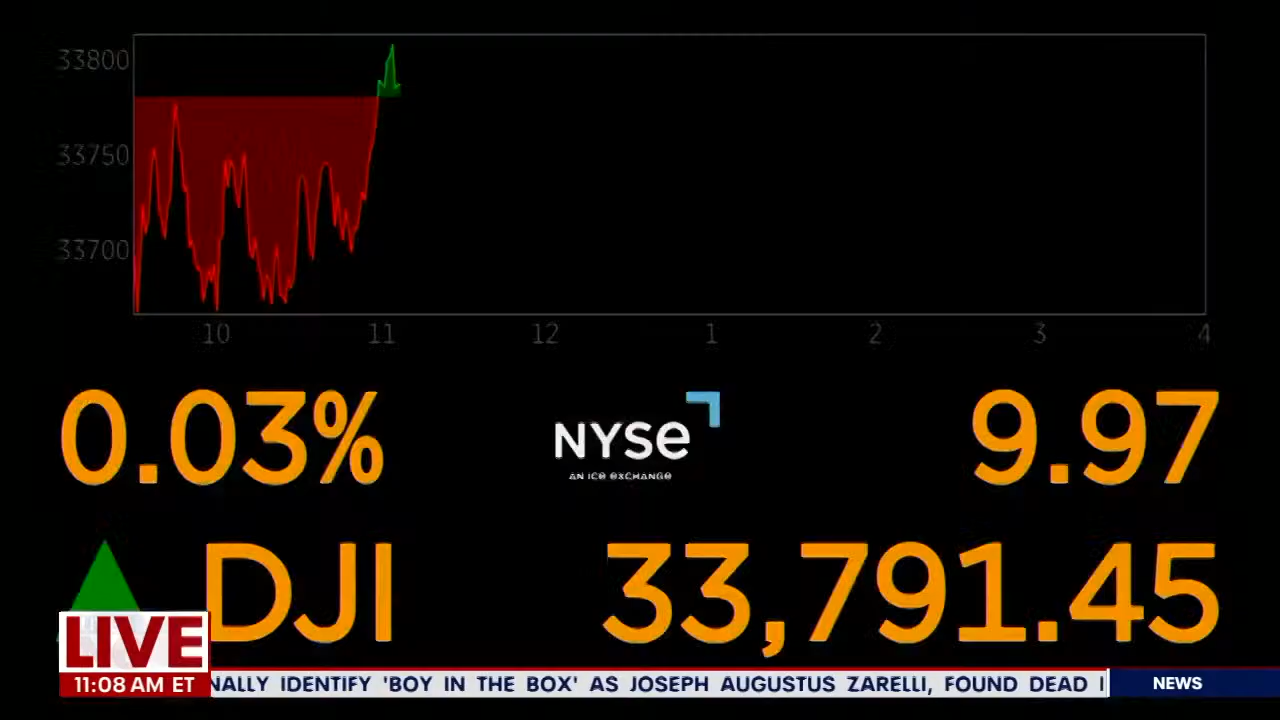 33800
33750
33700
10 11 12 1 2 3 4
0.03% NYSE 9.97
AN ICE EXCHANGE
DJI 33,791.45
LIVE
11:08 AM ET NALLY IDENTIFY 'BOY IN THE BOX' AS JOSEPH AUGUSTUS ZARELLI, FOUND DEAD I NEWS